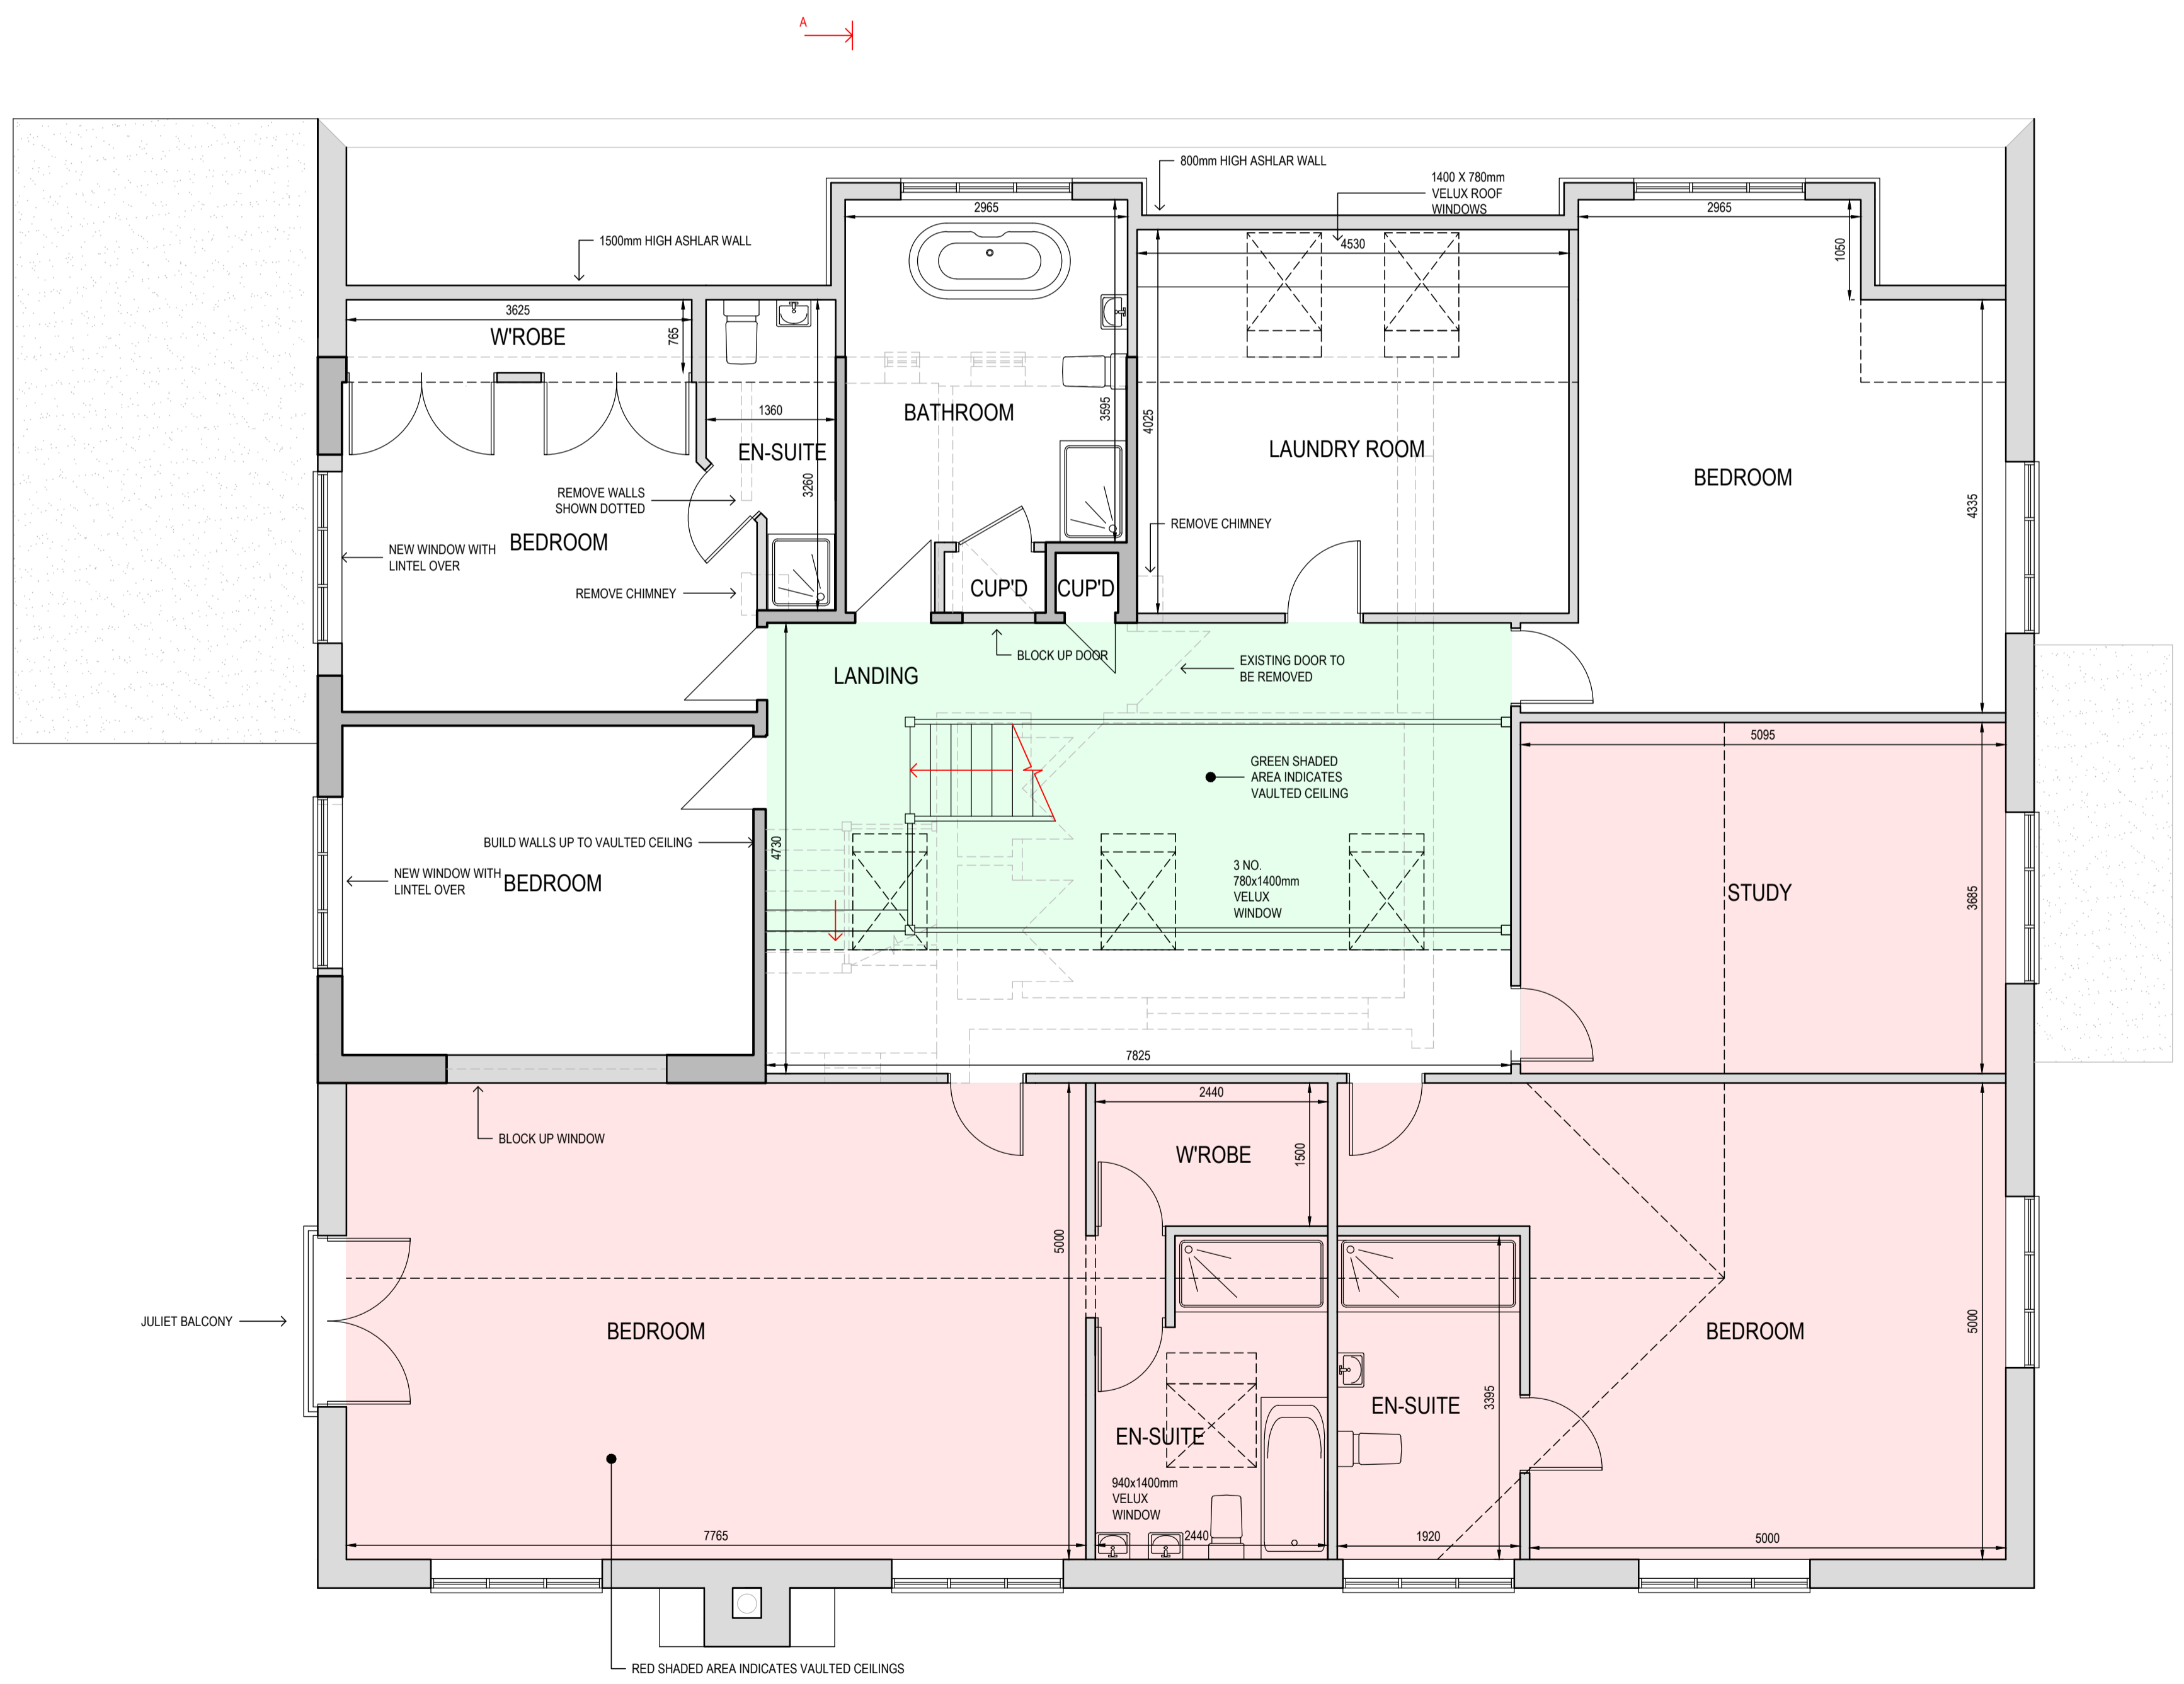 A
800mm HIGH ASHLAR WALL
1400 X 780mm
VELUX ROOF
WINDOWS
2965
2965
1500mm HIGH ASHLAR WALL
4530
1050
3625
W'ROBE
765
1360
EN-SUITE
3260
BATHROOM
3595
4025
LAUNDRY ROOM
BEDROOM
4335
REMOVE WALLS
SHOWN DOTTED
REMOVE CHIMNEY
NEW WINDOW WITH
LINTEL OVER
BEDROOM
REMOVE CHIMNEY
CUP'D
CUP'D
BLOCK UP DOOR
LANDING
EXISTING DOOR TO
BE REMOVED
5095
GREEN SHADED
AREA INDICATES
VAULTED CEILING
BUILD WALLS UP TO VAULTED CEILING
4730
NEW WINDOW WITH
LINTEL OVER
BEDROOM
3 NO.
780x1400mm
VELUX
WINDOW
STUDY
3685
7825
2440
BLOCK UP WINDOW
W'ROBE
1500
5000
JULIET BALCONY
BEDROOM
BEDROOM
5000
EN-SUITE
3395
EN-SUITE
940x1400mm
VELUX
WINDOW
7765
2440
1920
5000
RED SHADED AREA INDICATES VAULTED CEILINGS